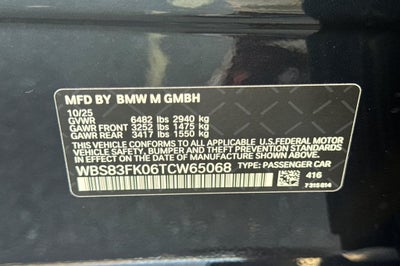 MFD BY BMW M GMBH
10/25
GVWR 6482 lbs 2940 kg
GAWR FRONT 3252 lbs 1475 kg
GAWR REAR 3417 lbs 1550 kg
THIS VEHICLE CONFORMS TO ALL APPLICABLE U.S.FEDERAL MOTOR
VEHICLE SAFETY, BUMPER, AND THEFT PREVENTION STANDARDS
IN EFFECT ON THE DATE OF MANUFACTURE SHOWN ABOVE.
WBS83FK06TCW65068 TYPE: PASSENGER CAR
416
7315614